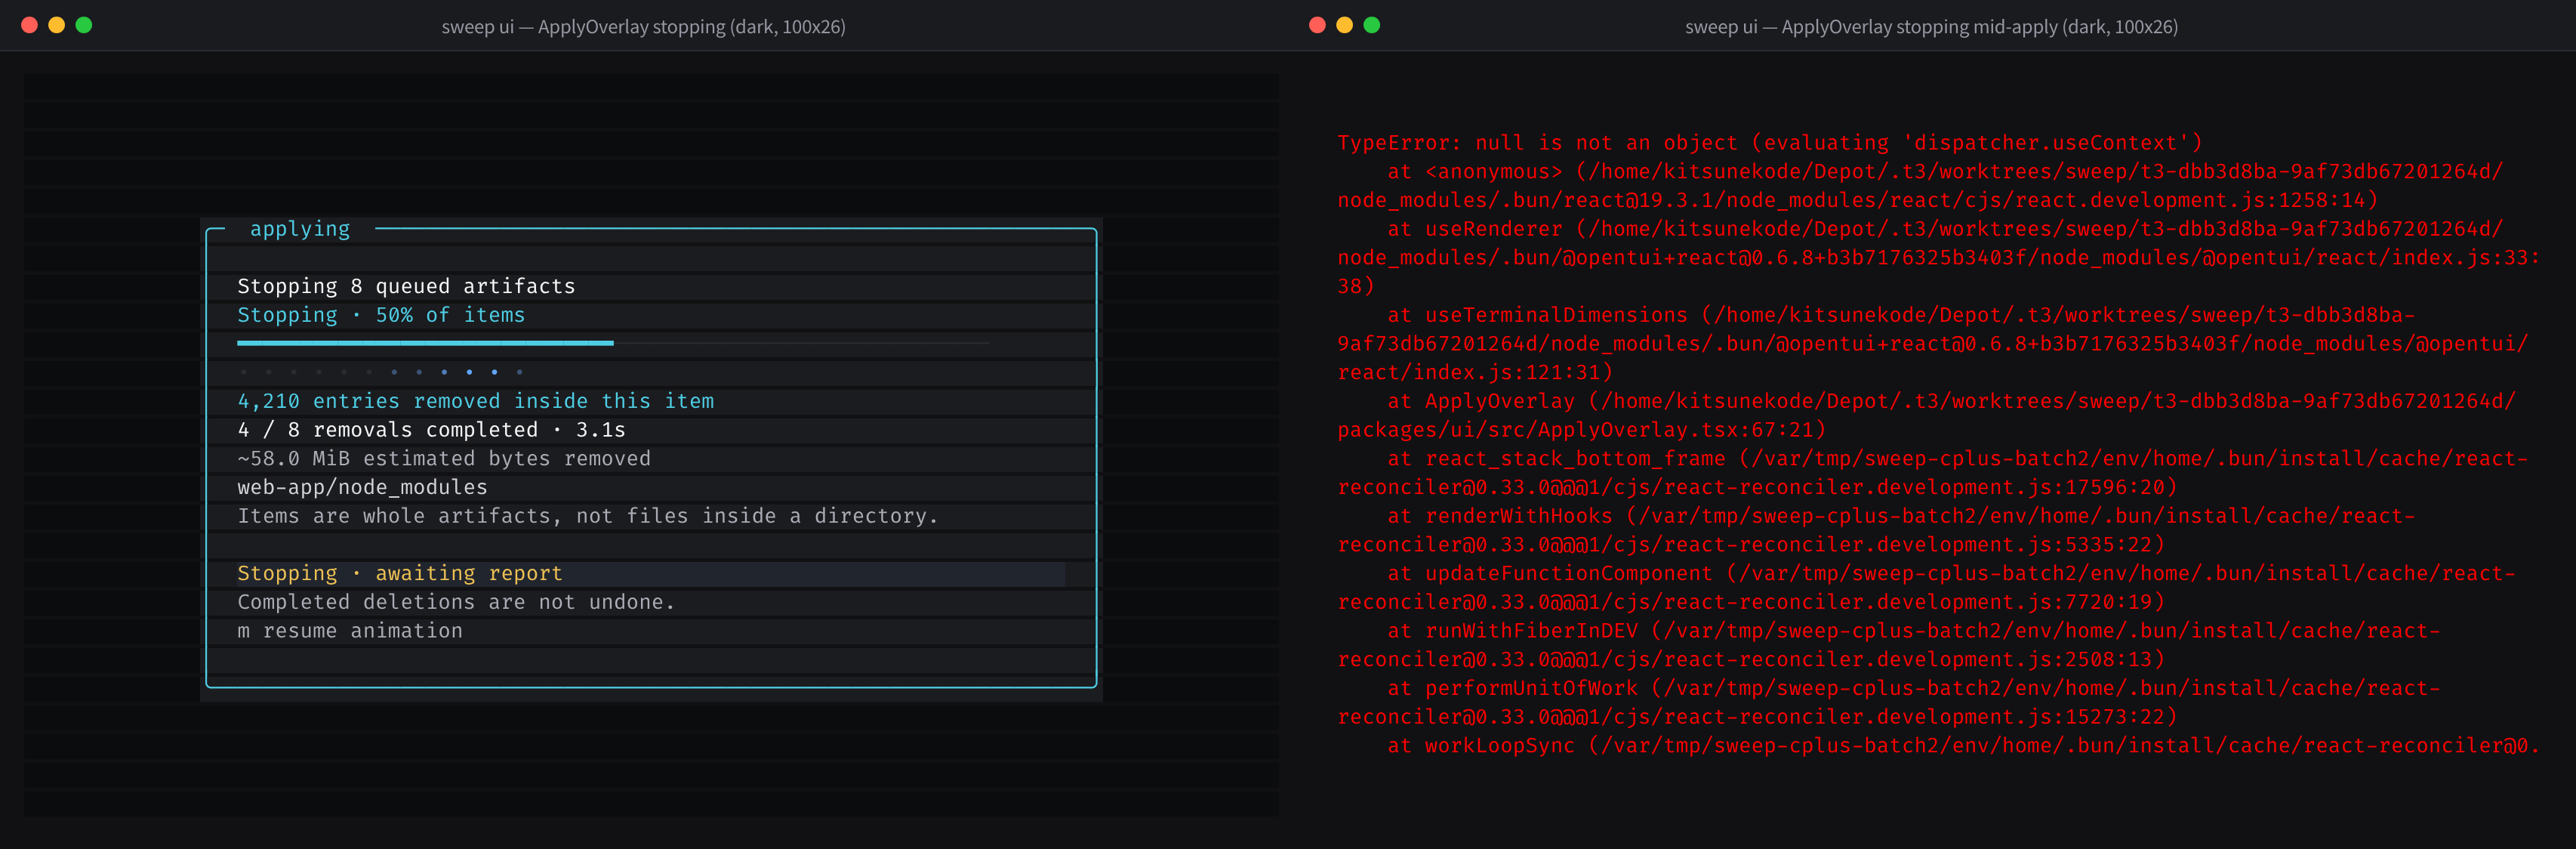 sweep ui — ApplyOverlay stopping (dark, 100x26)
applying
Stopping 8 queued artifacts
Stopping · 50% of items
4,210 entries removed inside this item
4 / 8 removals completed · 3.1s
~58.0 MiB estimated bytes removed
web-app/node_modules
Items are whole artifacts, not files inside a directory.
Stopping · awaiting report
Completed deletions are not undone.
m resume animation
sweep ui — ApplyOverlay stopping mid-apply (dark, 100x26)
TypeError: null is not an object (evaluating 'dispatcher.useContext')
at <anonymous> (/home/kitsunekode/Depot/.t3/worktrees/sweep/t3-dbb3d8ba-9af73db67201264d/
node_modules/.bun/react@19.3.1/node_modules/react/cjs/react.development.js:1258:14)
at useRenderer (/home/kitsunekode/Depot/.t3/worktrees/sweep/t3-dbb3d8ba-9af73db67201264d/
node_modules/.bun/@opentui+react@0.6.8+b3b7176325b3403f/node_modules/@opentui/react/index.js:33:
38)
at useTerminalDimensions (/home/kitsunekode/Depot/.t3/worktrees/sweep/t3-dbb3d8ba-
9af73db67201264d/node_modules/.bun/@opentui+react@0.6.8+b3b7176325b3403f/node_modules/@opentui/
react/index.js:121:31)
at ApplyOverlay (/home/kitsunekode/Depot/.t3/worktrees/sweep/t3-dbb3d8ba-9af73db67201264d/
packages/ui/src/ApplyOverlay.tsx:67:21)
at react_stack_bottom_frame (/var/tmp/sweep-cplus-batch2/env/home/.bun/install/cache/react-
reconciler@0.33.0@@@1/cjs/react-reconciler.development.js:17596:20)
at renderWithHooks (/var/tmp/sweep-cplus-batch2/env/home/.bun/install/cache/react-
reconciler@0.33.0@@@1/cjs/react-reconciler.development.js:5335:22)
at updateFunctionComponent (/var/tmp/sweep-cplus-batch2/env/home/.bun/install/cache/react-
reconciler@0.33.0@@@1/cjs/react-reconciler.development.js:7720:19)
at runWithFiberInDEV (/var/tmp/sweep-cplus-batch2/env/home/.bun/install/cache/react-
reconciler@0.33.0@@@1/cjs/react-reconciler.development.js:2508:13)
at performUnitOfWork (/var/tmp/sweep-cplus-batch2/env/home/.bun/install/cache/react-
reconciler@0.33.0@@@1/cjs/react-reconciler.development.js:15273:22)
at workLoopSync (/var/tmp/sweep-cplus-batch2/env/home/.bun/install/cache/react-reconciler@0.